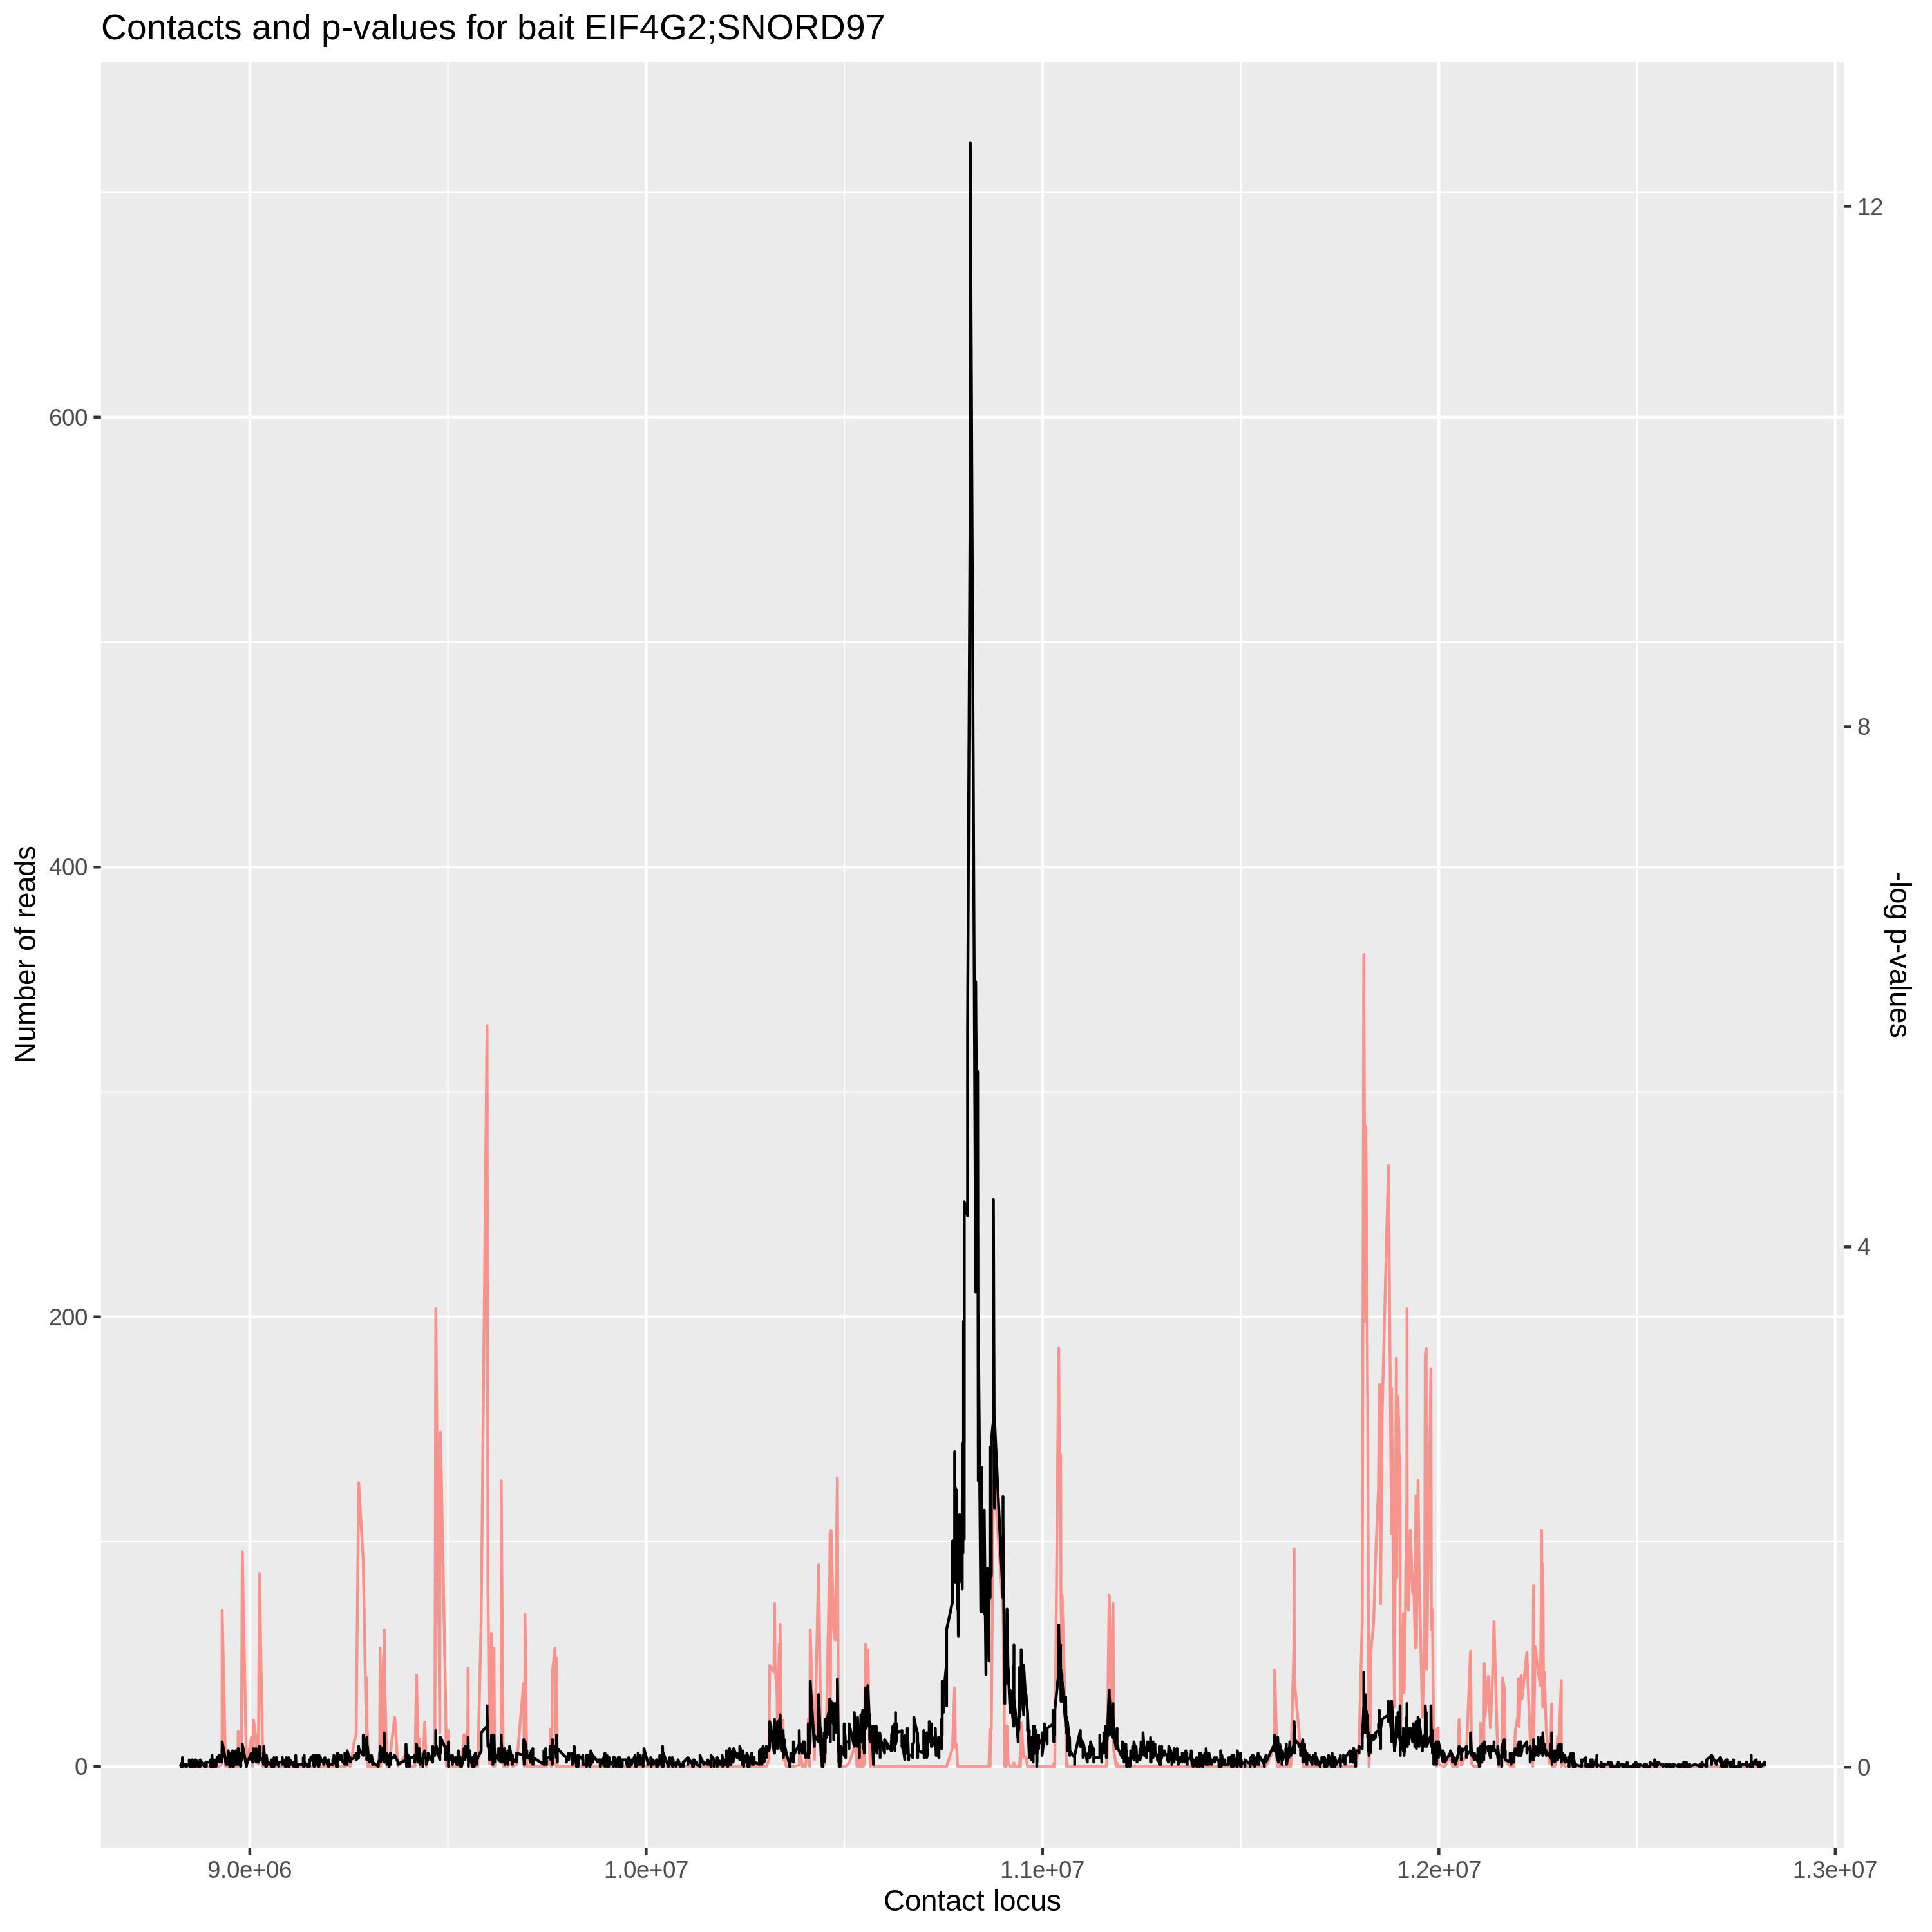 Contacts and p-values for bait EIF4G2;SNORD97
Number of reads
600
400
200
0
12
8
4
0
-log p-values
9.0e+06
1.0e+07
1.1e+07
1.2e+07
1.3e+07
Contact locus